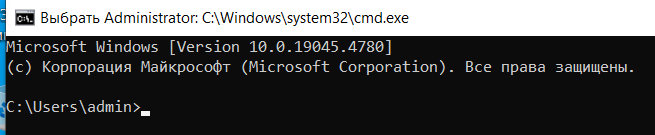 Выбрать Administrator: C:\Windows\system32\cmd.exe
Microsoft Windows [Version 10.0.19045.4780]
(c) Корпорация Майкрософт (Microsoft Corporation). Все права защищены.
C:\Users\admin>